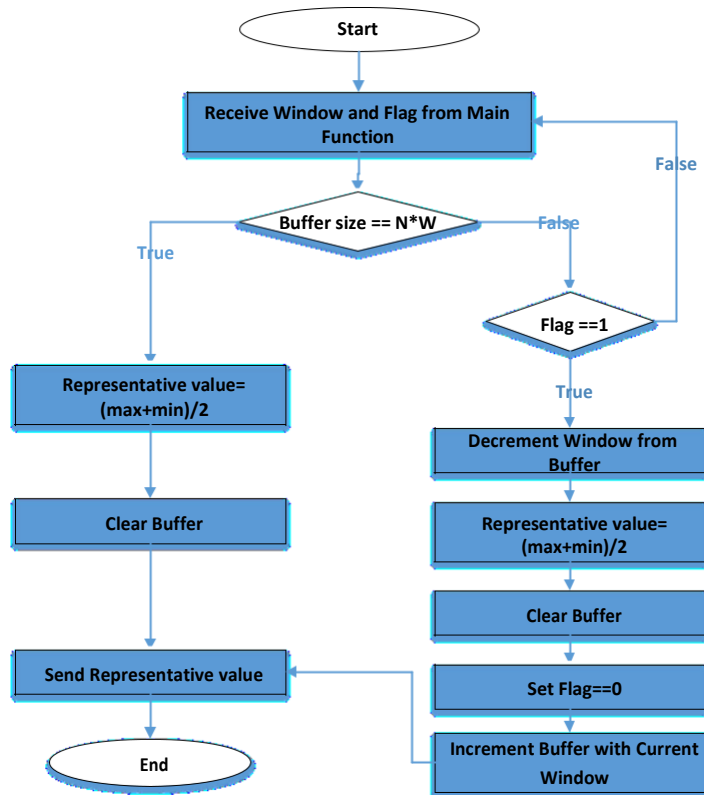 Start
Receive Window and Flag from Main
Function
False
Buffer size == N*W
False
True
Flag ==1
True
Representative value=
(max+min)/2
Decrement Window from
Buffer
Clear Buffer
Representative value=
(max+min)/2
Clear Buffer
Send Representative value
Set Flag==0
End
Increment Buffer with Current
Window